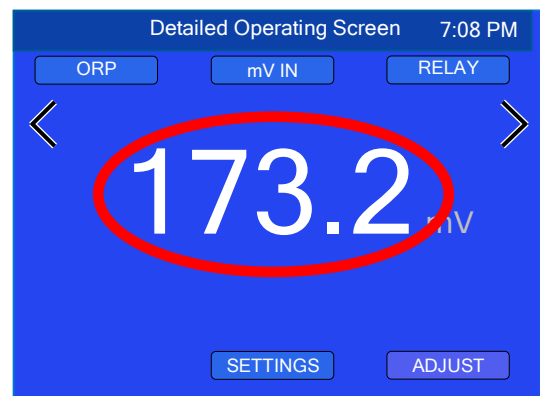 Detailed Operating Screen 7:08 PM
ORP mV IN RELAY
173.2 mV
SETTINGS ADJUST